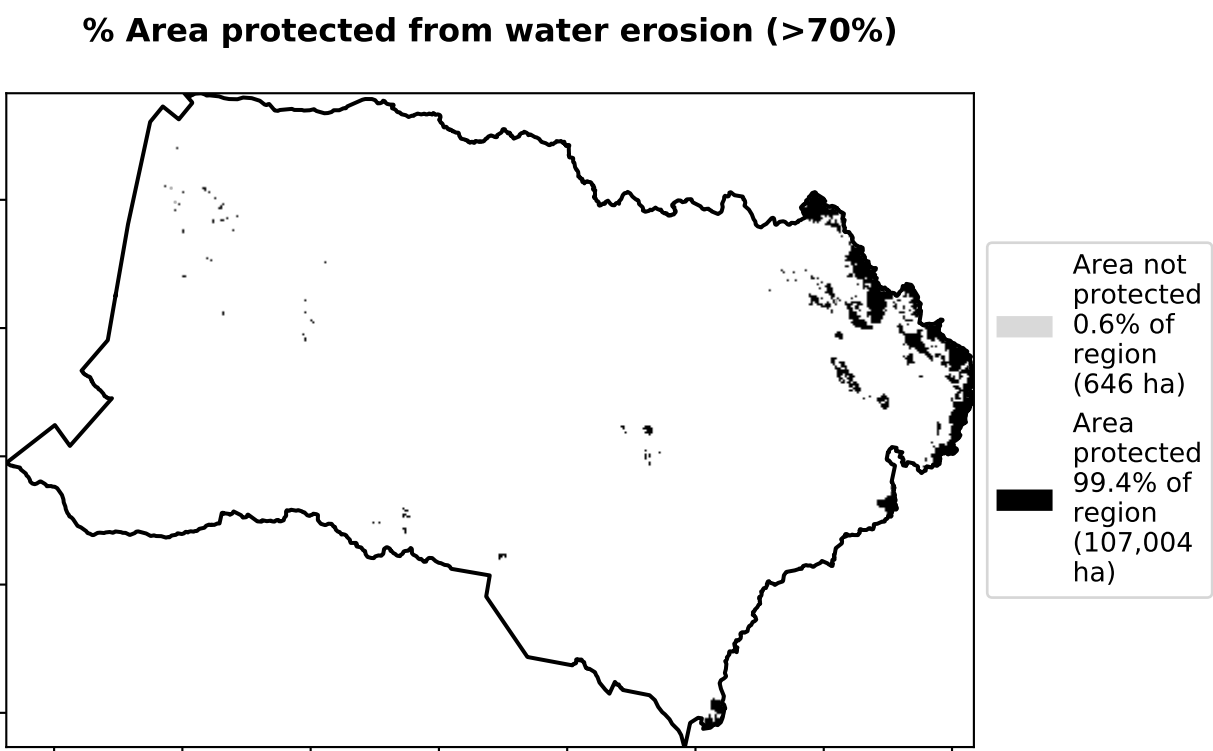 % Area protected from water erosion (>70%)
Area not
protected
0.6% of
region
(646 ha)
Area
protected
99.4% of
region
(107,004
ha)